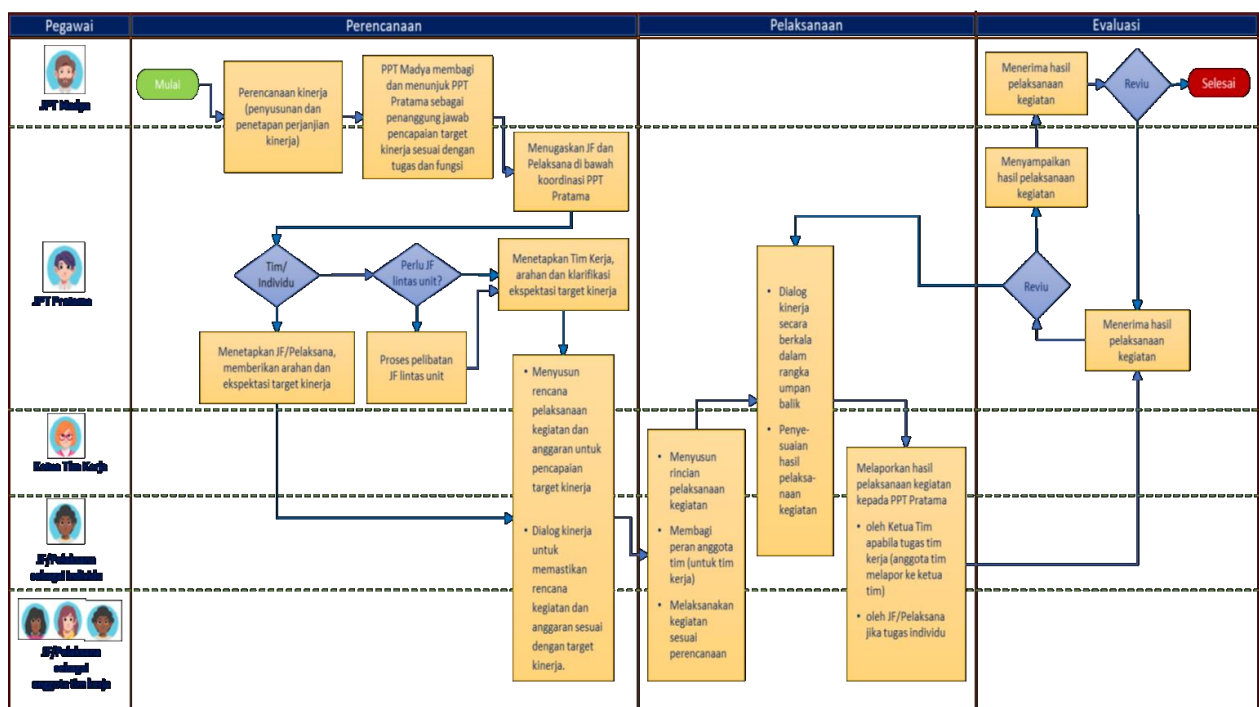 Pegawai
Perencanaan
Pelaksanaan
Evaluasi
JPT Madya
Mulai
Perencanaan kinerja
(penyusunan dan
penetapan perjanjian
kinerja)
PPT Madya membagi
dan menunjuk PPT
Pratama sebagai
penanggung jawab
pencapaian target
kinerja sesuai dengan
tugas dan fungsi
Menugaskan JF dan
Pelaksana di bawah
koordinasi PPT
Pratama
Menerima hasil
pelaksanaan
kegiatan
Reviu
Selesai
Menyampaikan
hasil pelaksanaan
kegiatan
JPT Pratama
Tim/
Individu
Perlu JF
lintas unit?
Menetapkan Tim Kerja,
arahan dan klarifikasi
ekspektasi target kinerja
Menetapkan JF/Pelaksana,
memberikan arahan dan
ekspektasi target kinerja
Proses pelibatan
JF lintas unit
• Menyusun
rencana
pelaksanaan
kegiatan dan
anggaran untuk
pencapaian
target kinerja
• Dialog kinerja
untuk
memastikan
rencana
kegiatan dan
anggaran sesuai
dengan target
kinerja.
• Dialog
kinerja
secara
berkala
dalam
rangka
umpan
balik
• Penye-
suaian
hasil
pelaksa-
naan
kegiatan
Reviu
Menerima hasil
pelaksanaan
kegiatan
Ketua Tim Kerja
• Menyusun
rincian
pelaksanaan
kegiatan
• Membagi
peran anggota
tim (untuk tim
kerja)
• Melaksanakan
kegiatan
sesuai
perencanaan
Melaporkan hasil
pelaksanaan kegiatan
kepada PPT Pratama
• oleh Ketua Tim
apabila tugas tim
kerja (anggota tim
melapor ke ketua
tim)
• oleh JF/Pelaksana
jika tugas individu
JF/Pelaksana
sebagai individu
JF/Pelaksana
sebagai
anggota tim kerja